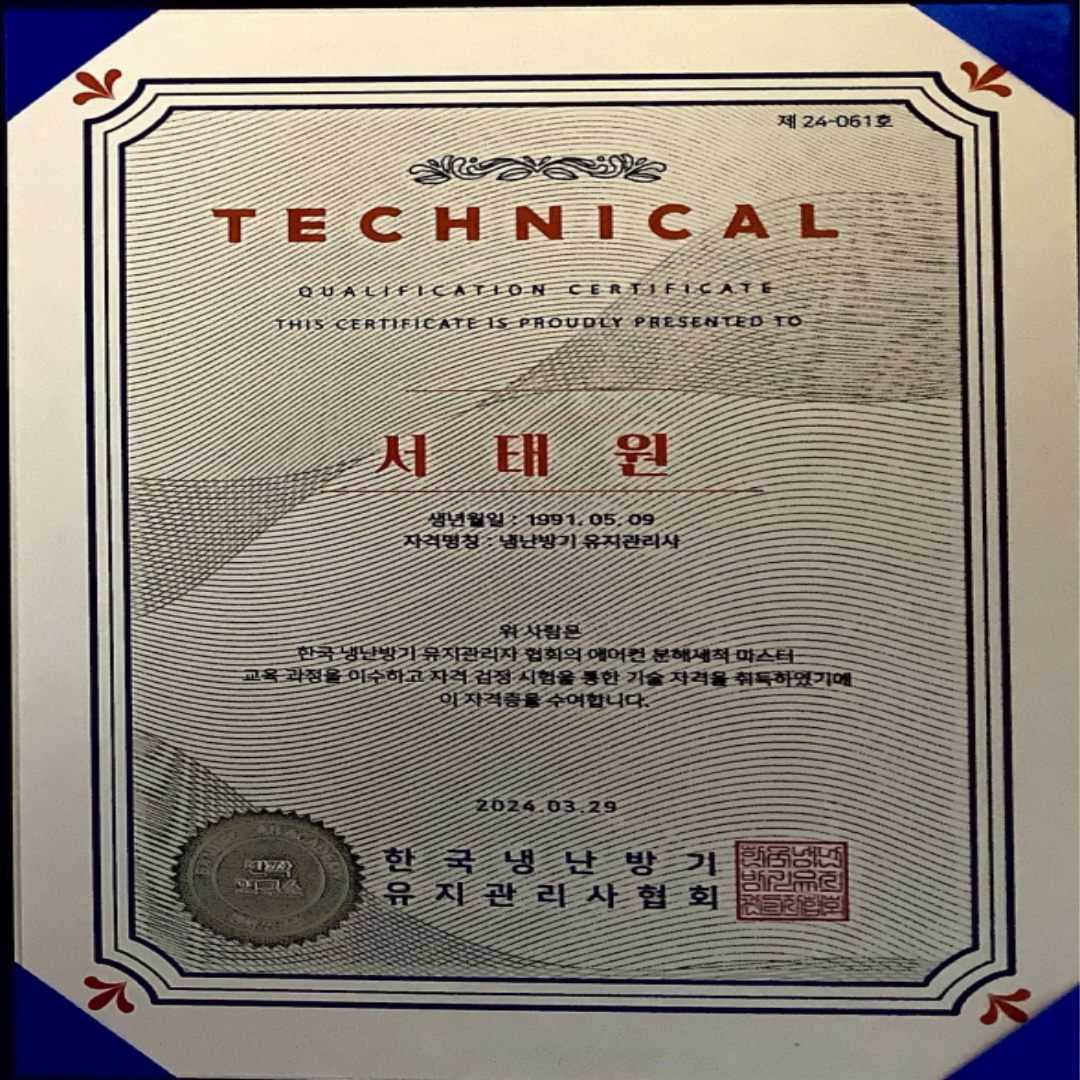 제 24-061호
TECHNICAL
QUALIFICATION CERTIFICATE
THIS CERTIFICATE IS PROUDLY PRESENTED TO
서 태 원
생년월일 : 1991. 05. 09
자격명칭 : 냉난방기 유지관리사
위 사람은
한국 냉난방기 유지관리자 협회의 에어컨 분해세척 마스터
교육 과정을 이수하고 자격 검정 시험을 통한 기술 자격을 취득하였기에
이 자격증을 수여합니다.
2024.03.29
한국냉난방기
유지관리사협회